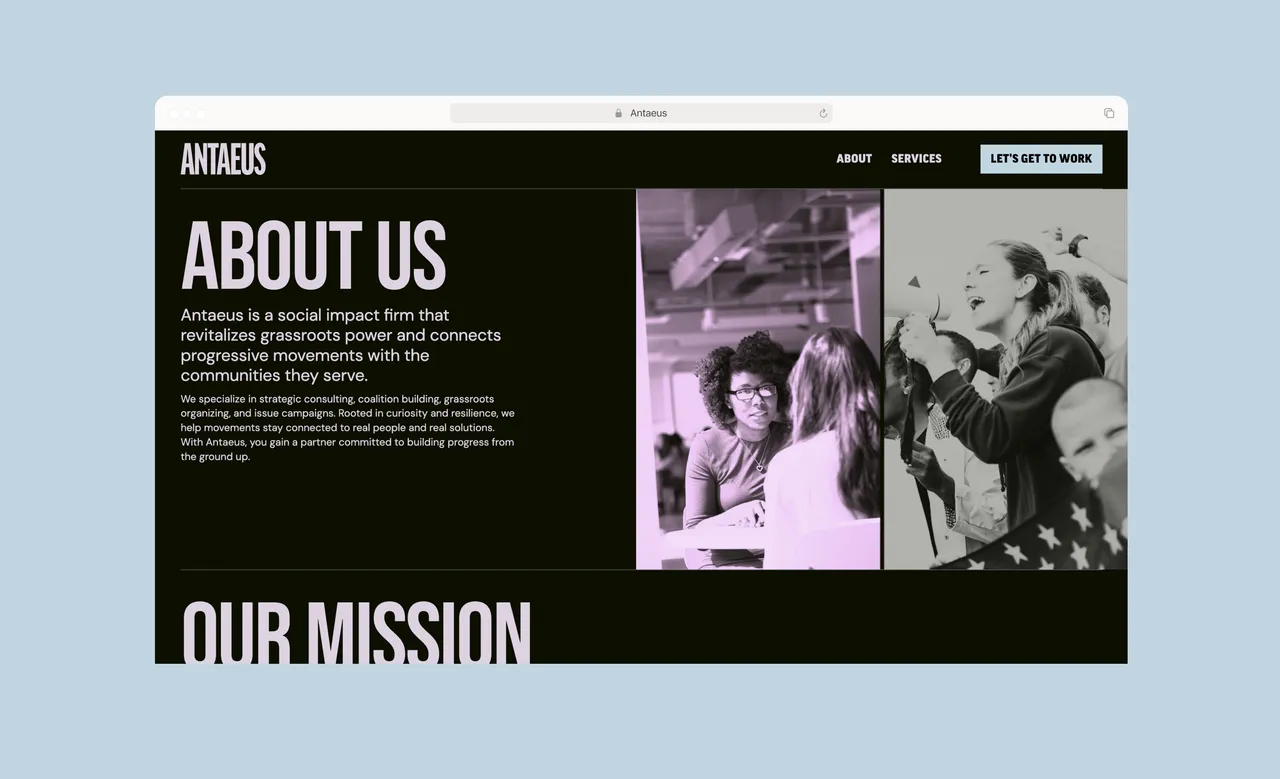 Antaeus
ANTAEUS
ABOUT
SERVICES
LET'S GET TO WORK
ABOUT US
Antaeus is a social impact firm that
revitalizes grassroots power and connects
progressive movements with the
communities they serve.
We specialize in strategic consulting, coalition building, grassroots
organizing, and issue campaigns. Rooted in curiosity and resilience, we
help movements stay connected to real people and real solutions.
With Antaeus, you gain a partner committed to building progress from
the ground up.
OUR MISSION